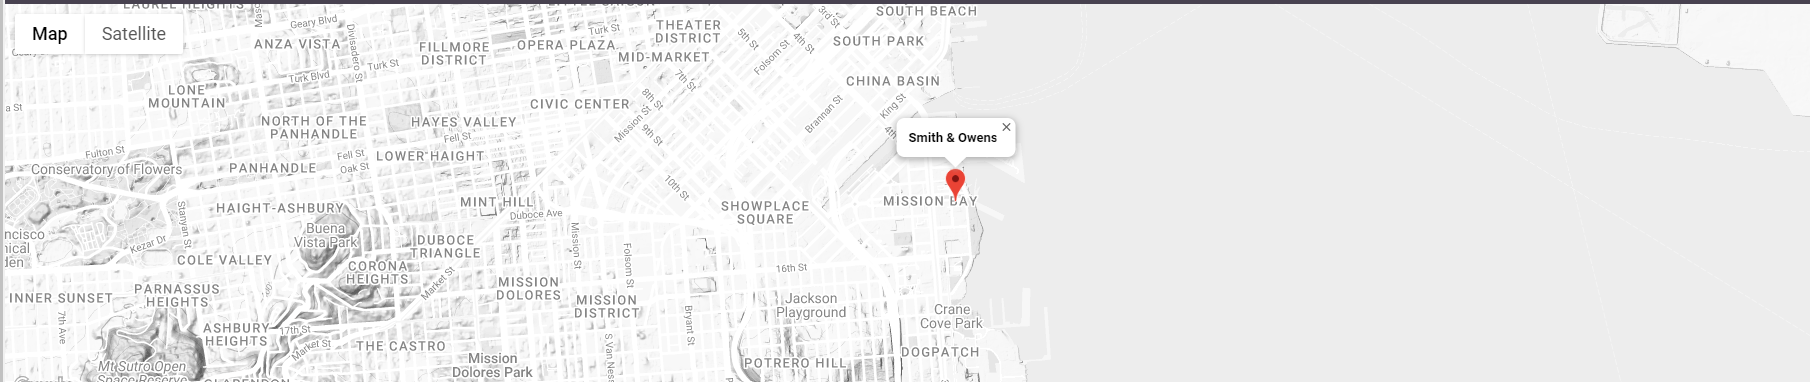 LAUREL HEIGHTS
Geary Blvd
Divisadero St
SOUTH BEACH
THEATER
DISTRICT
3rd St
Map
Satellite
ANZA VISTA
FILLMORE
DISTRICT
Turk St
OPERA PLAZA
MID-MARKET
5th St
4th St
Folsom St
SOUTH PARK
Turk St
Turk Blvd
7th St
CHINA BASIN
LONE
MOUNTAIN
a St
CIVIC CENTER
8th St
Mission St
9th St
Brannan St
King St
NORTH OF THE
PANHANDLE
HAYES VALLEY
Fell St
Smith & Owens
Fulton St
Fell St
Oak St
LOWER HAIGHT
Conservatory of Flowers
PANHANDLE
10th St
Stanyan St
HAIGHT-ASHBURY
MINT HILL
Duboce Ave
SHOWPLACE
SQUARE
MISSION BAY
Buena
Vista Park
Kezar Dr
DUBOCE
TRIANGLE
Mission St
Folsom St
COLE VALLEY
CORONA
HEIGHTS
Market St
16th St
INNER SUNSET
PARNASSUS
HEIGHTS
MISSION
DOLORES
MISSION
DISTRICT
Jackson
Playground
Crane
Cove Park
7th Ave
ASHBURY
HEIGHTS
17th St
Market St
THE CASTRO
Bryant St
S Van Ness
Mission
Dolores Park
POTRERO HILL
DOGPATCH
Mt Sutro Open
Space Reserve